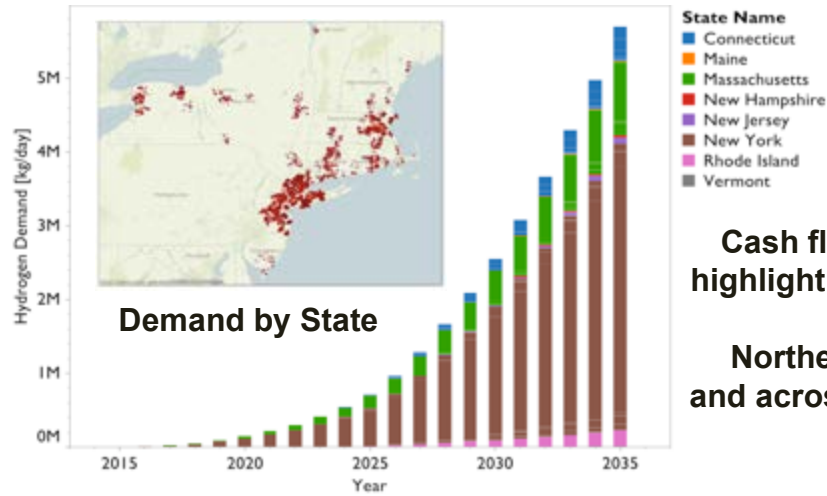 State Name
Connecticut
Maine
Massachusetts
New Hampshire
New Jersey
New York
Rhode Island
Vermont
Hydrogen Demand [kg/day]
5M
4M
3M
2M
1M
0M
Demand by State
Cash fl
highlight
Northe
and acros
2015
2020
2025
2030
2035
Year